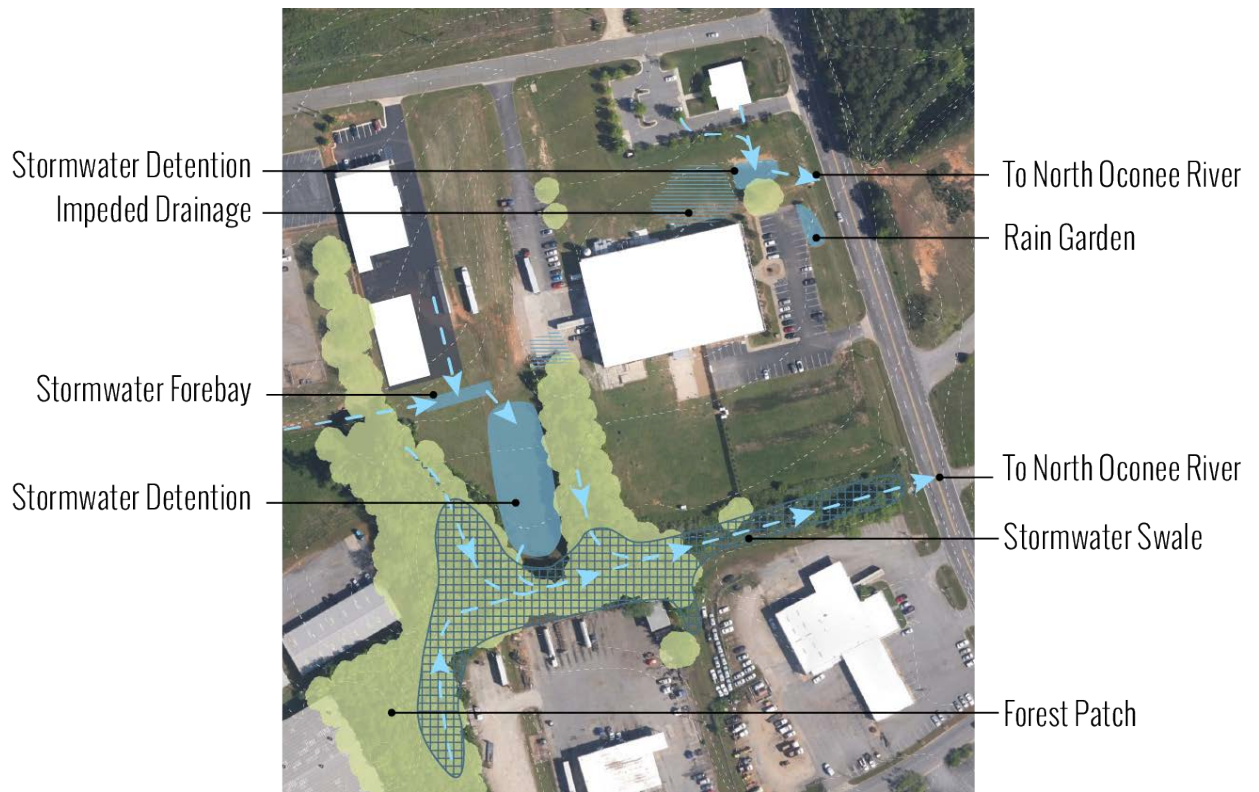 Stormwater Detention
Impeded Drainage
Stormwater Forebay
Stormwater Detention
To North Oconee River
Rain Garden
To North Oconee River
Stormwater Swale
Forest Patch